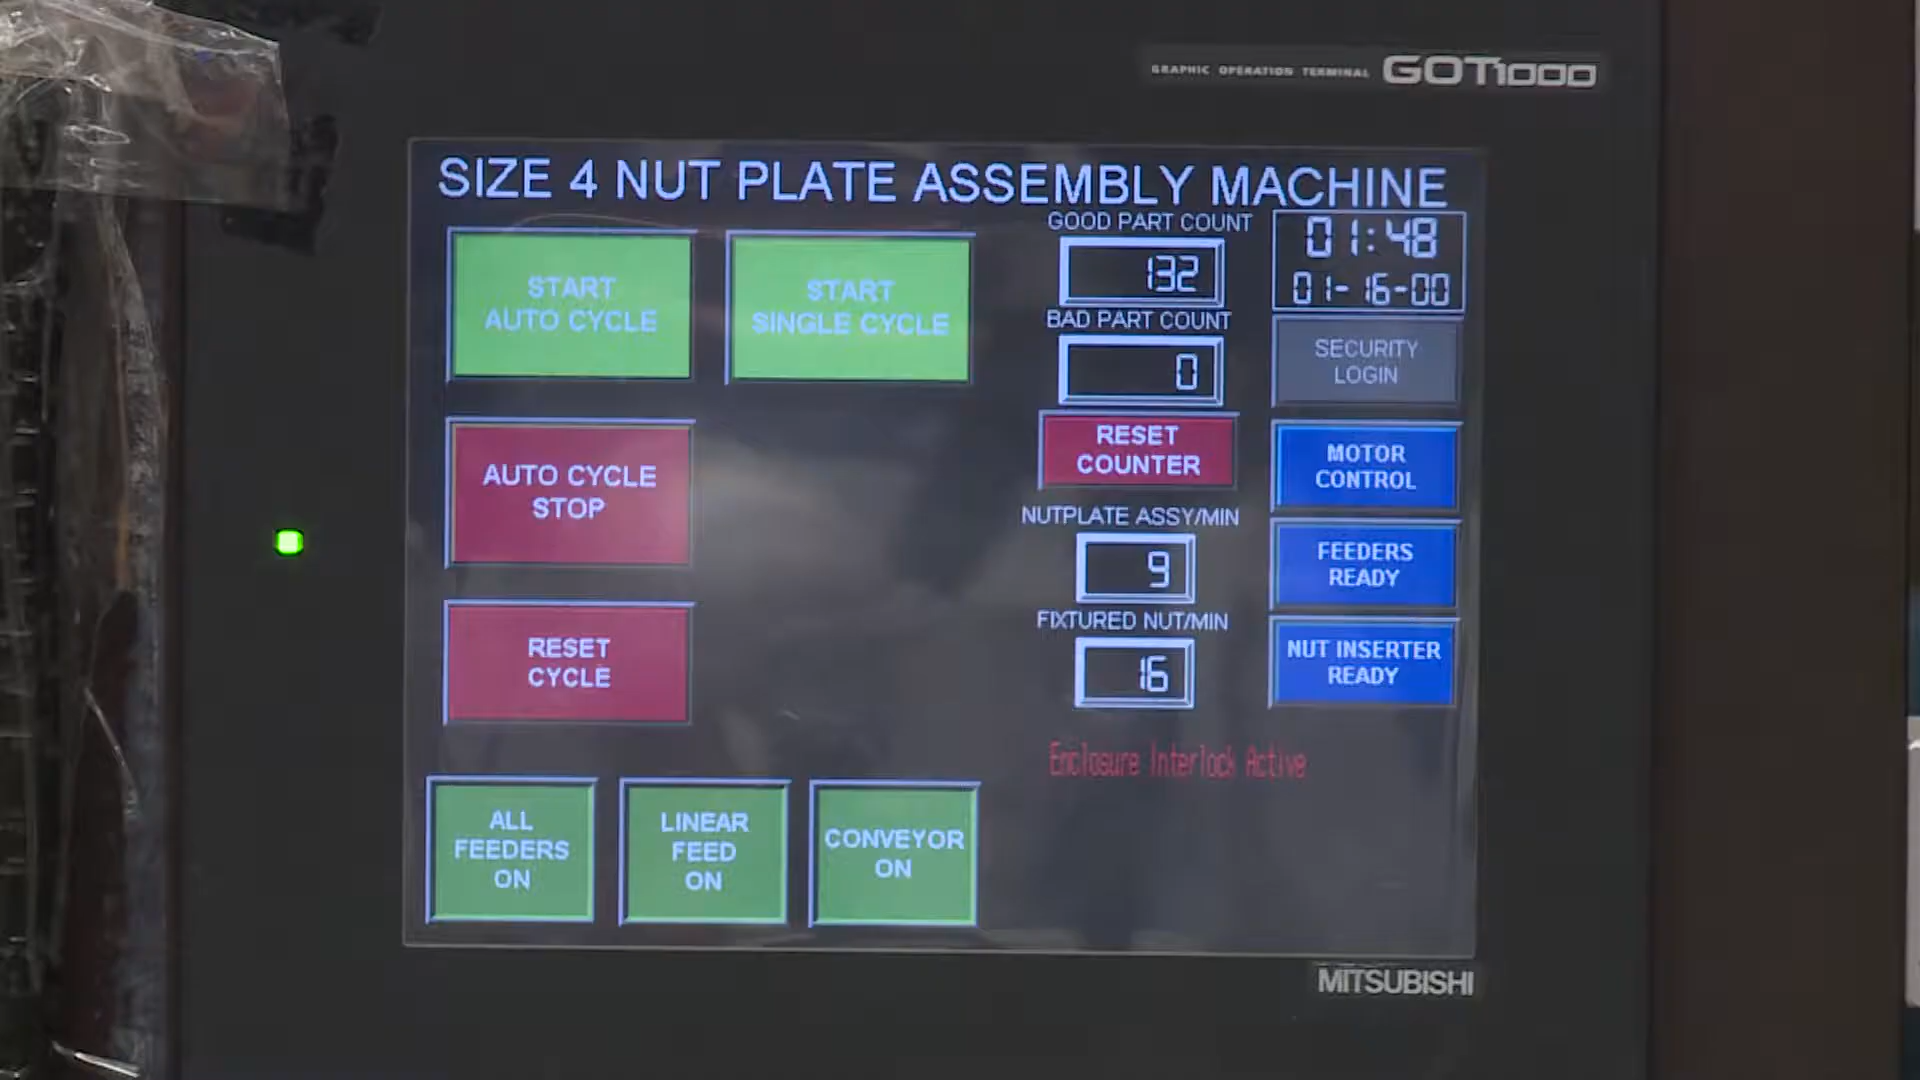 GRAPHIC OPERATION TERMINAL GOT1000
SIZE 4 NUT PLATE ASSEMBLY MACHINE
START
AUTO CYCLE
START
SINGLE CYCLE
GOOD PART COUNT
132
01:48
01-16-00
BAD PART COUNT
0
SECURITY
LOGIN
AUTO CYCLE
STOP
RESET
COUNTER
MOTOR
CONTROL
NUTPLATE ASSY/MIN
9
FEEDERS
READY
RESET
CYCLE
FIXTURED NUT/MIN
16
NUT INSERTER
READY
Enclosure Interlock Active
ALL
FEEDERS
ON
LINEAR
FEED
ON
CONVEYOR
ON
MITSUBISHI